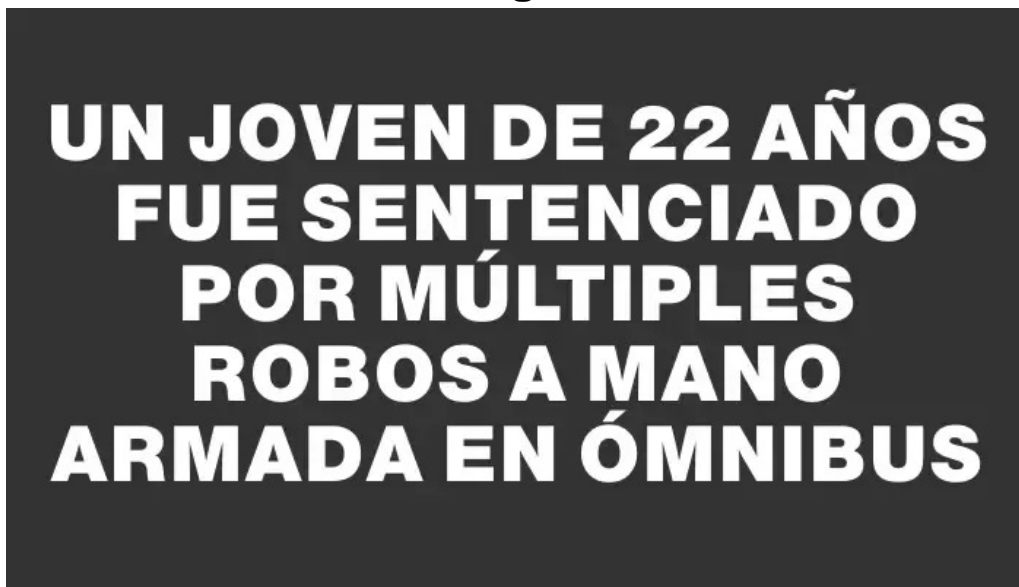 UN JOVEN DE 22 AÑOS
FUE SENTENCIADO
POR MÚLTIPLES
ROBOS A MANO
ARMADA EN ÓMNIBUS